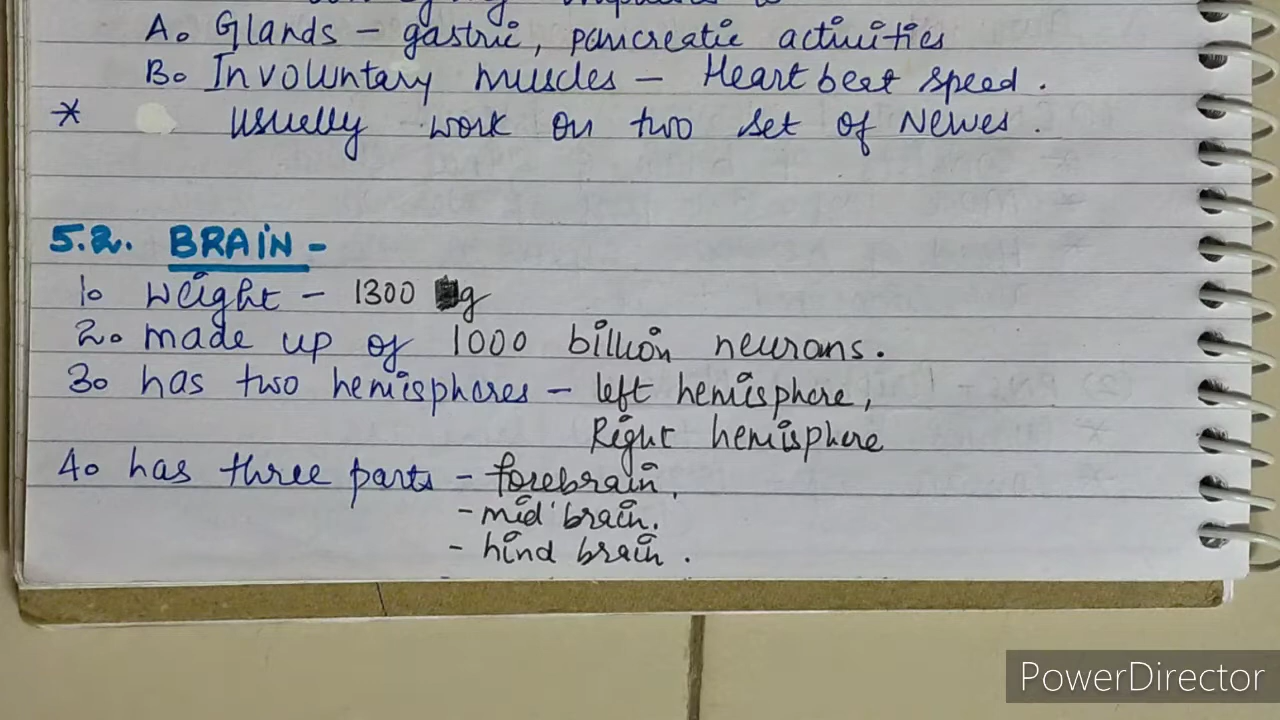 A. Glands - gastric, pancreatic activities
B. Involuntary muscles - Heart beat speed.
* usually work on two set of Nerves.
5.2. BRAIN -
1. weight - 1300 g
2. made up of 1000 billion neurons.
3. has two hemispheres - left hemisphere,
Right hemisphere
4. has three parts - forebrain,
- mid brain.
- hind brain.
PowerDirector